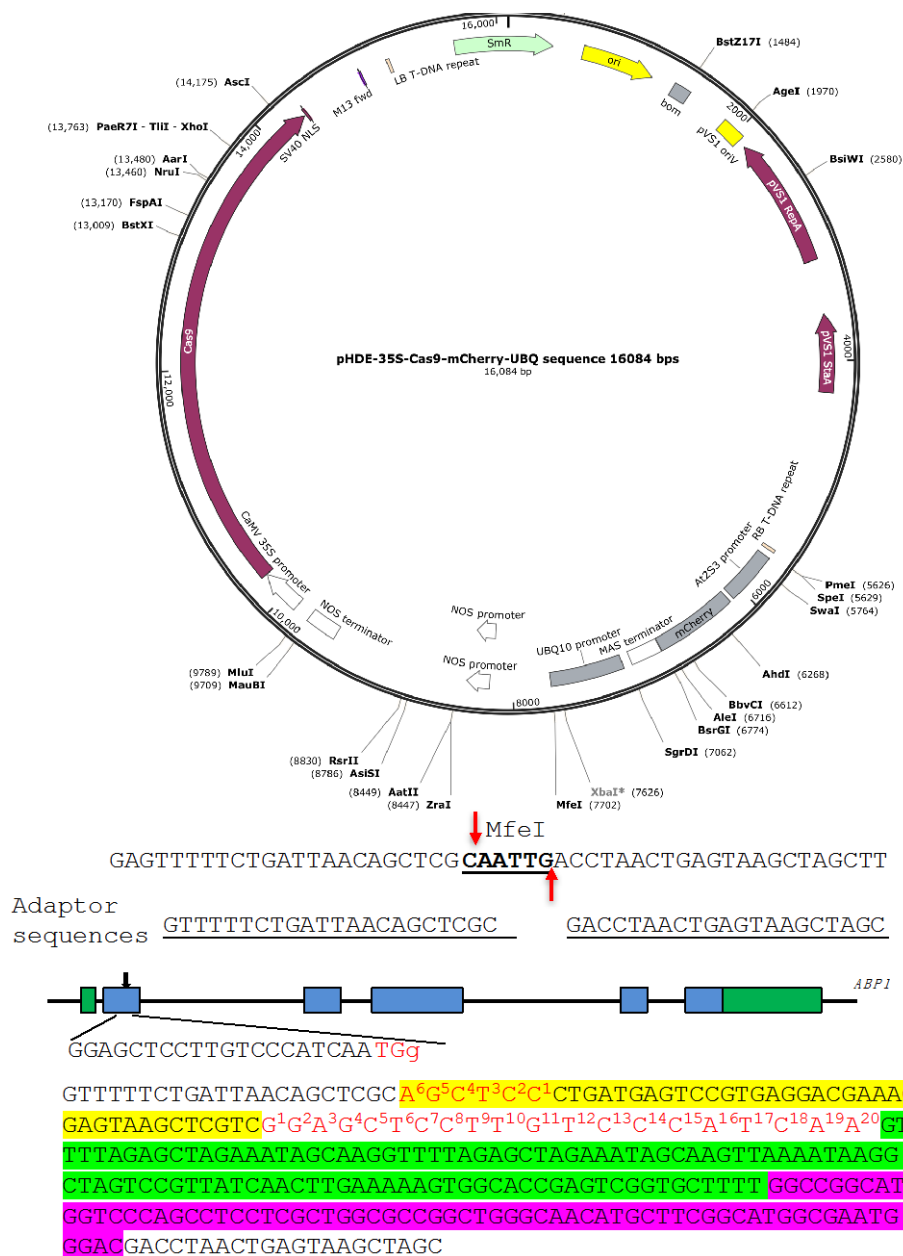 16,000
SmR
ori
BstZ17I (1484)
LB T-DNA repeat
bom
(14,175) AscI
M13 fwd
AgeI (1970)
2000
pVS1 oriV
SV40 NLS
14,000
(13,763) PaeR7I - TliI - XhoI
(13,480) AarI
(13,460) NruI
BsiWI (2580)
pVS1 RepA
(13,170) FspAI
(13,009) BstXI
Cas9
pHDE-35S-Cas9-mCherry-UBQ sequence 16084 bps
16,084 bp
pVS1 StaA
4000
12,000
RB T-DNA repeat
At2S3 promoter
CaMV 35S promoter
PmeI (5626)
SpeI (5629)
SwaI (5764)
6000
mCherry
10,000
NOS terminator
NOS promoter
UBQ10 promoter
MAS terminator
NOS promoter
(9789) MluI
(9709) MauBI
AhdI (6268)
BbvCI (6612)
AleI (6716)
BsrGI (6774)
8000
SgrDI (7062)
(8830) RsrII
(8786) AsiSI
(8449) AatII
(8447) ZraI
XbaI* (7626)
MfeI (7702)
MfeI
GAGTTTTTCTGATTAACAGCTCGCAATTGACCTAACTGAGTAAGCTAGCTT
Adaptor
sequences
GTTTTTCTGATTAACAGCTCGC GACCTAACTGAGTAAGCTAGC
ABP1
GGAGCTCCTTGTCCCATCAATGg
GTTTTTCTGATTAACAGCTCGCA⁶G⁵C⁴T³C²C¹CTGATGAGTCCGTGAGGACGAAA
GAGTAAGCTCGTCG¹G²A³G⁴C⁵T⁶C⁷C⁸T⁹T¹⁰G¹¹T¹²C¹³C¹⁴C¹⁵A¹⁶T¹⁷C¹⁸A¹⁹A²⁰GT
TTTAGAGCTAGAAATAGCAAGGTTTTAGAGCTAGAAATAGCAAGTTAAAATAAGG
CTAGTCCGTTATCAACTTGAAAAAGTGGCACCGAGTCGGTGCTTTTGGCCGGCAT
GGTCCCAGCCTCCTCGCTGGCGCCGGCTGGGCAACATGCTTCGGCATGGCGAATG
GGACGACCTAACTGAGTAAGCTAGC